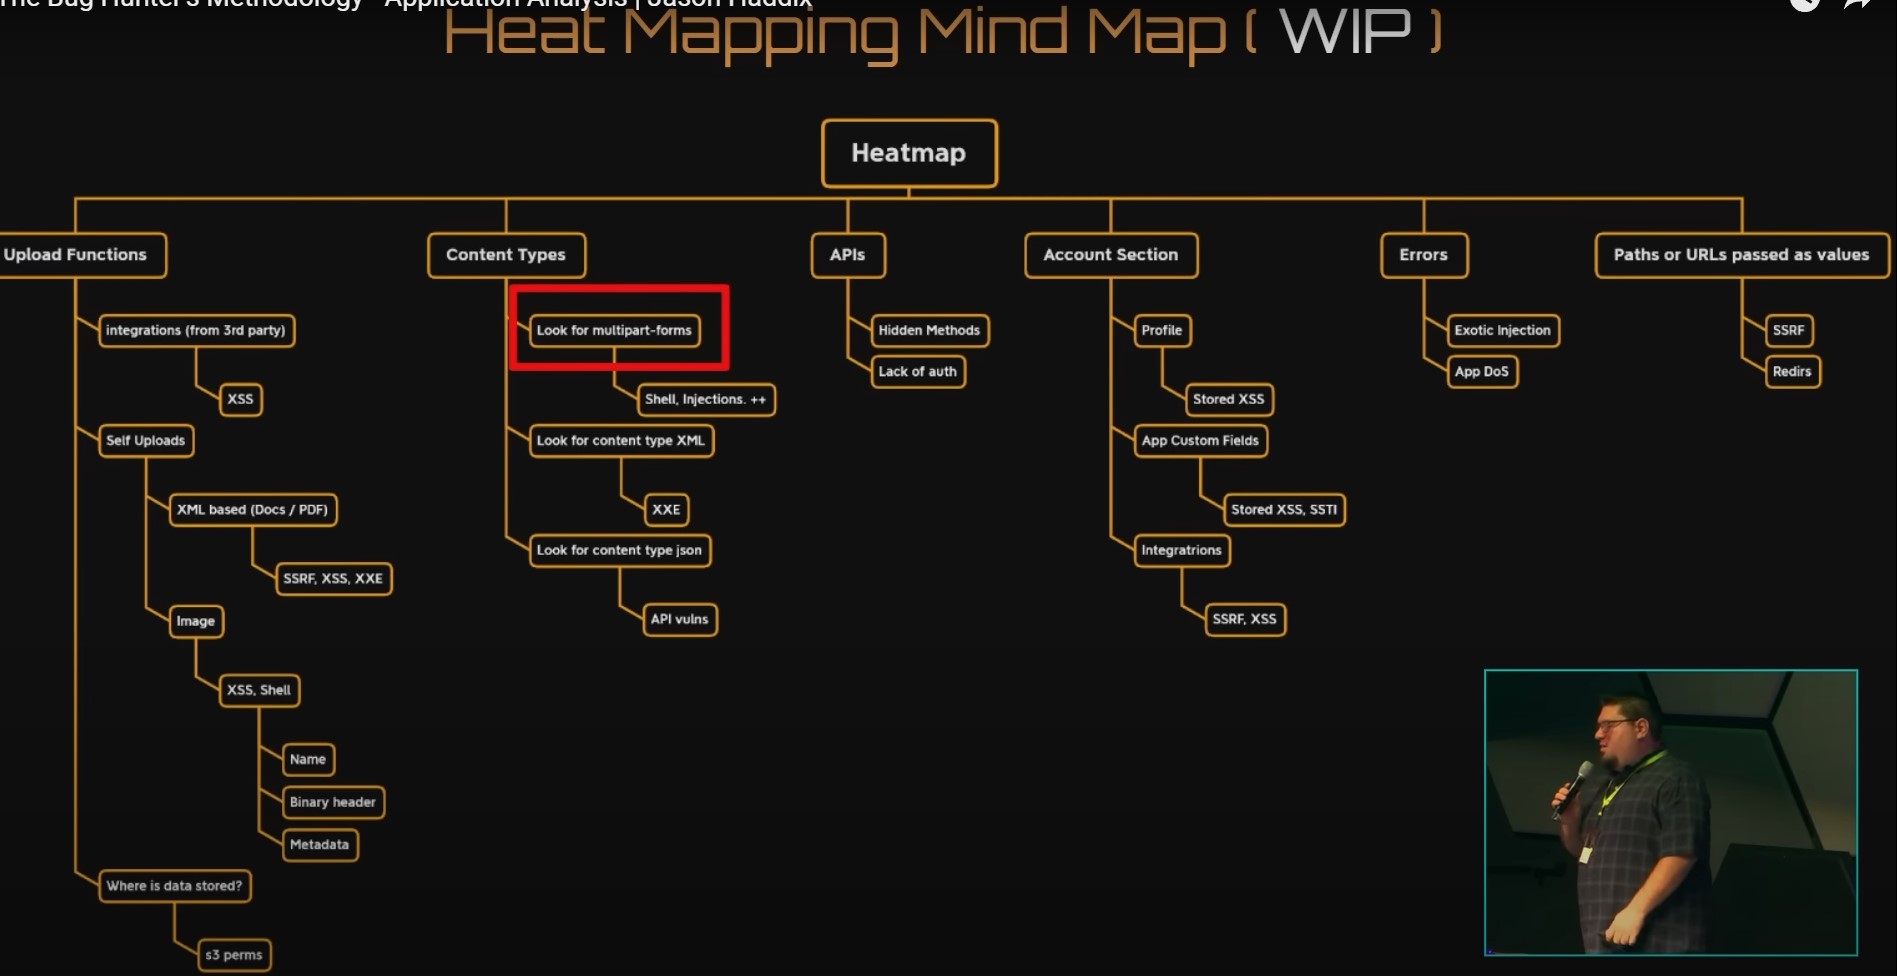 The Bug Hunter's Methodology - Application Analysis | Jason Haddix
Heat Mapping Mind Map ( WIP )
Heatmap
Upload Functions
integrations (from 3rd party)
XSS
Self Uploads
XML based (Docs / PDF)
SSRF, XSS, XXE
Image
XSS, Shell
Name
Binary header
Metadata
Where is data stored?
s3 perms
Content Types
Look for multipart-forms
Shell, Injections. ++
Look for content type XML
XXE
Look for content type json
API vulns
APIs
Hidden Methods
Lack of auth
Account Section
Profile
Stored XSS
App Custom Fields
Stored XSS, SSTI
Integratrions
SSRF, XSS
Errors
Exotic Injection
App DoS
Paths or URLs passed as values
SSRF
Redirs